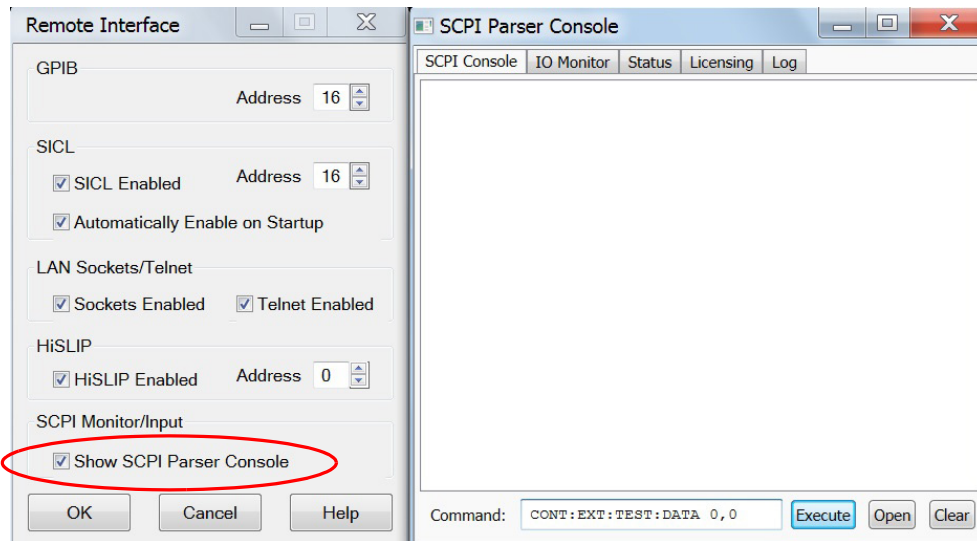 Remote Interface
GPIB
Address 16
SICL
SICL Enabled Address 16
Automatically Enable on Startup
LAN Sockets/Telnet
Sockets Enabled Telnet Enabled
HiSLIP
HiSLIP Enabled Address 0
SCPI Monitor/Input
Show SCPI Parser Console
OK Cancel Help
SCPI Parser Console
SCPI Console IO Monitor Status Licensing Log
Command: CONT:EXT:TEST:DATA 0,0 Execute Open Clear